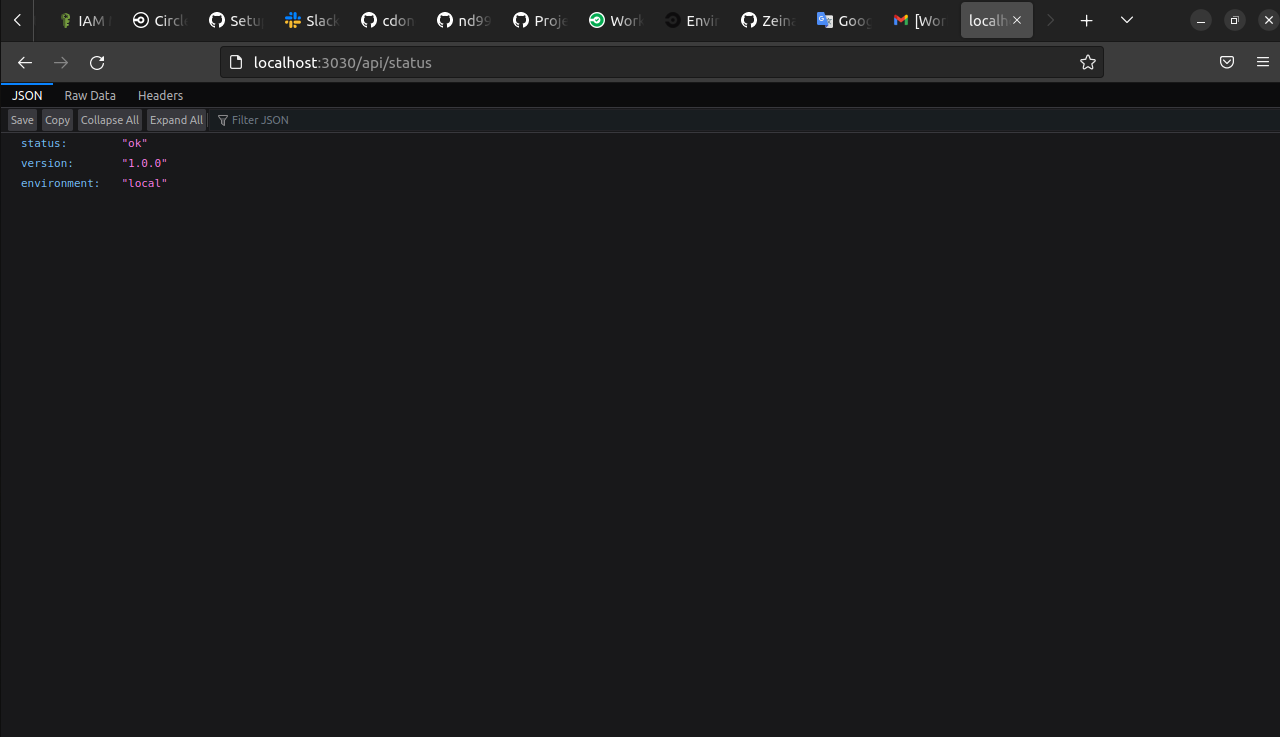 IAM Circle Setu Slack cdon nd99 Proje Work Envir Zeina Goog [Wor localh
localhost:3030/api/status
JSON Raw Data Headers
Save Copy Collapse All Expand All Filter JSON
status: "ok"
version: "1.0.0"
environment: "local"